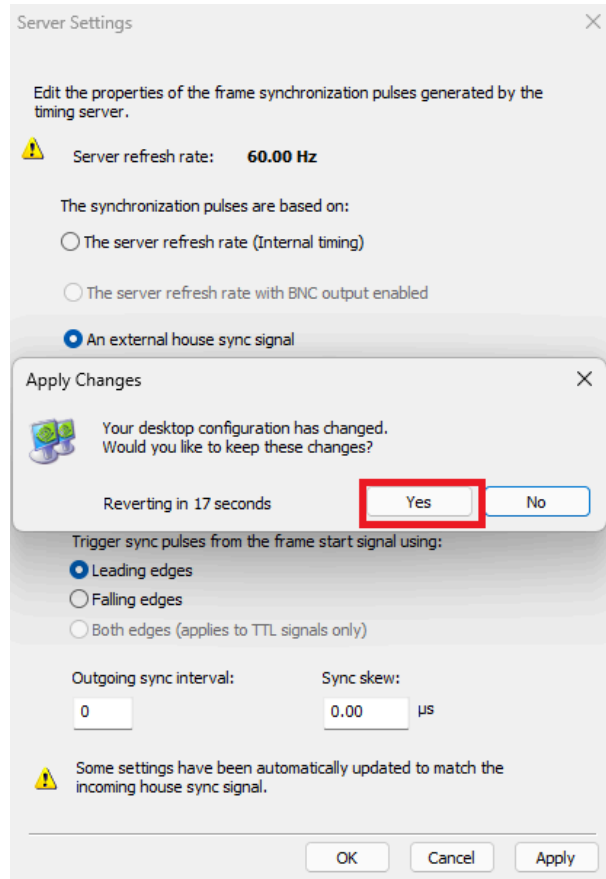 Server Settings
Edit the properties of the frame synchronization pulses generated by the
timing server.
Server refresh rate: 60.00 Hz
The synchronization pulses are based on:
The server refresh rate (Internal timing)
The server refresh rate with BNC output enabled
An external house sync signal
Apply Changes
Your desktop configuration has changed.
Would you like to keep these changes?
Reverting in 17 seconds Yes No
Trigger sync pulses from the frame start signal using:
Leading edges
Falling edges
Both edges (applies to TTL signals only)
Outgoing sync interval: Sync skew:
0 0.00 µs
Some settings have been automatically updated to match the
incoming house sync signal.
OK Cancel Apply